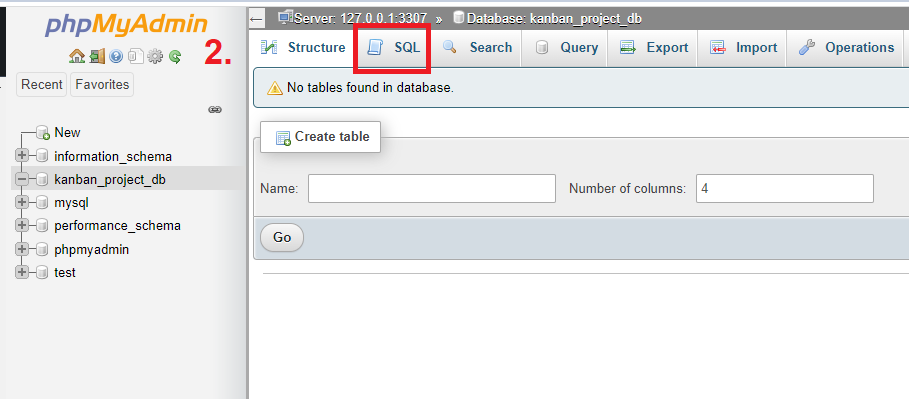 phpMyAdmin
2.
Recent Favorites
New
information_schema
kanban_project_db
mysql
performance_schema
phpmyadmin
test
Server: 127.0.0.1:3307 » Database: kanban_project_db
Structure SQL Search Query Export Import Operations
No tables found in database.
Create table
Name: Number of columns: 4
Go